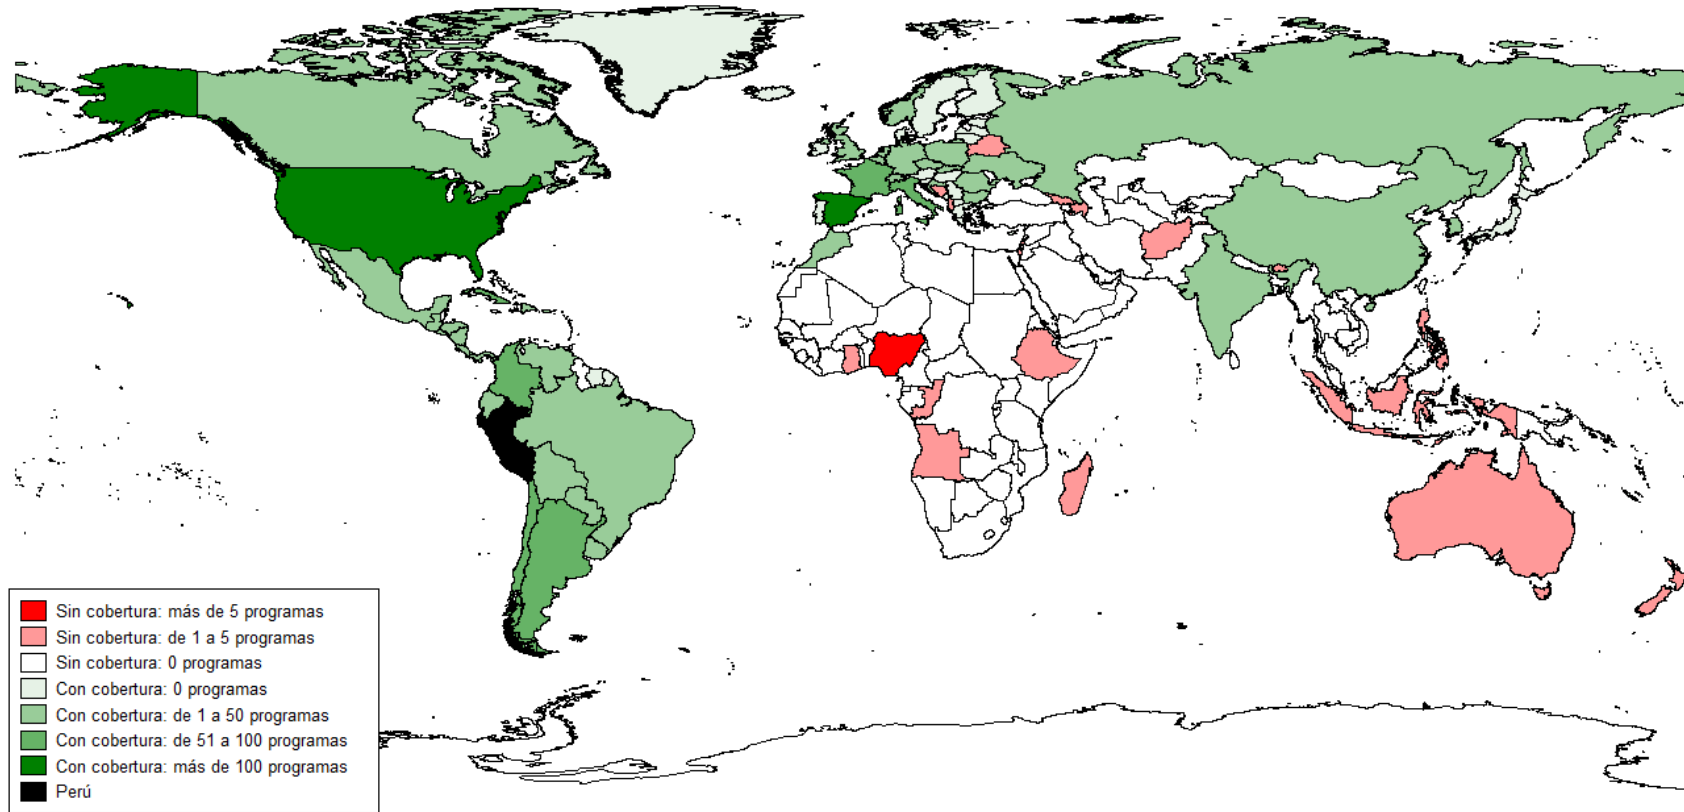 Sin cobertura: más de 5 programas
Sin cobertura: de 1 a 5 programas
Sin cobertura: 0 programas
Con cobertura: 0 programas
Con cobertura: de 1 a 50 programas
Con cobertura: de 51 a 100 programas
Con cobertura: más de 100 programas
Perú